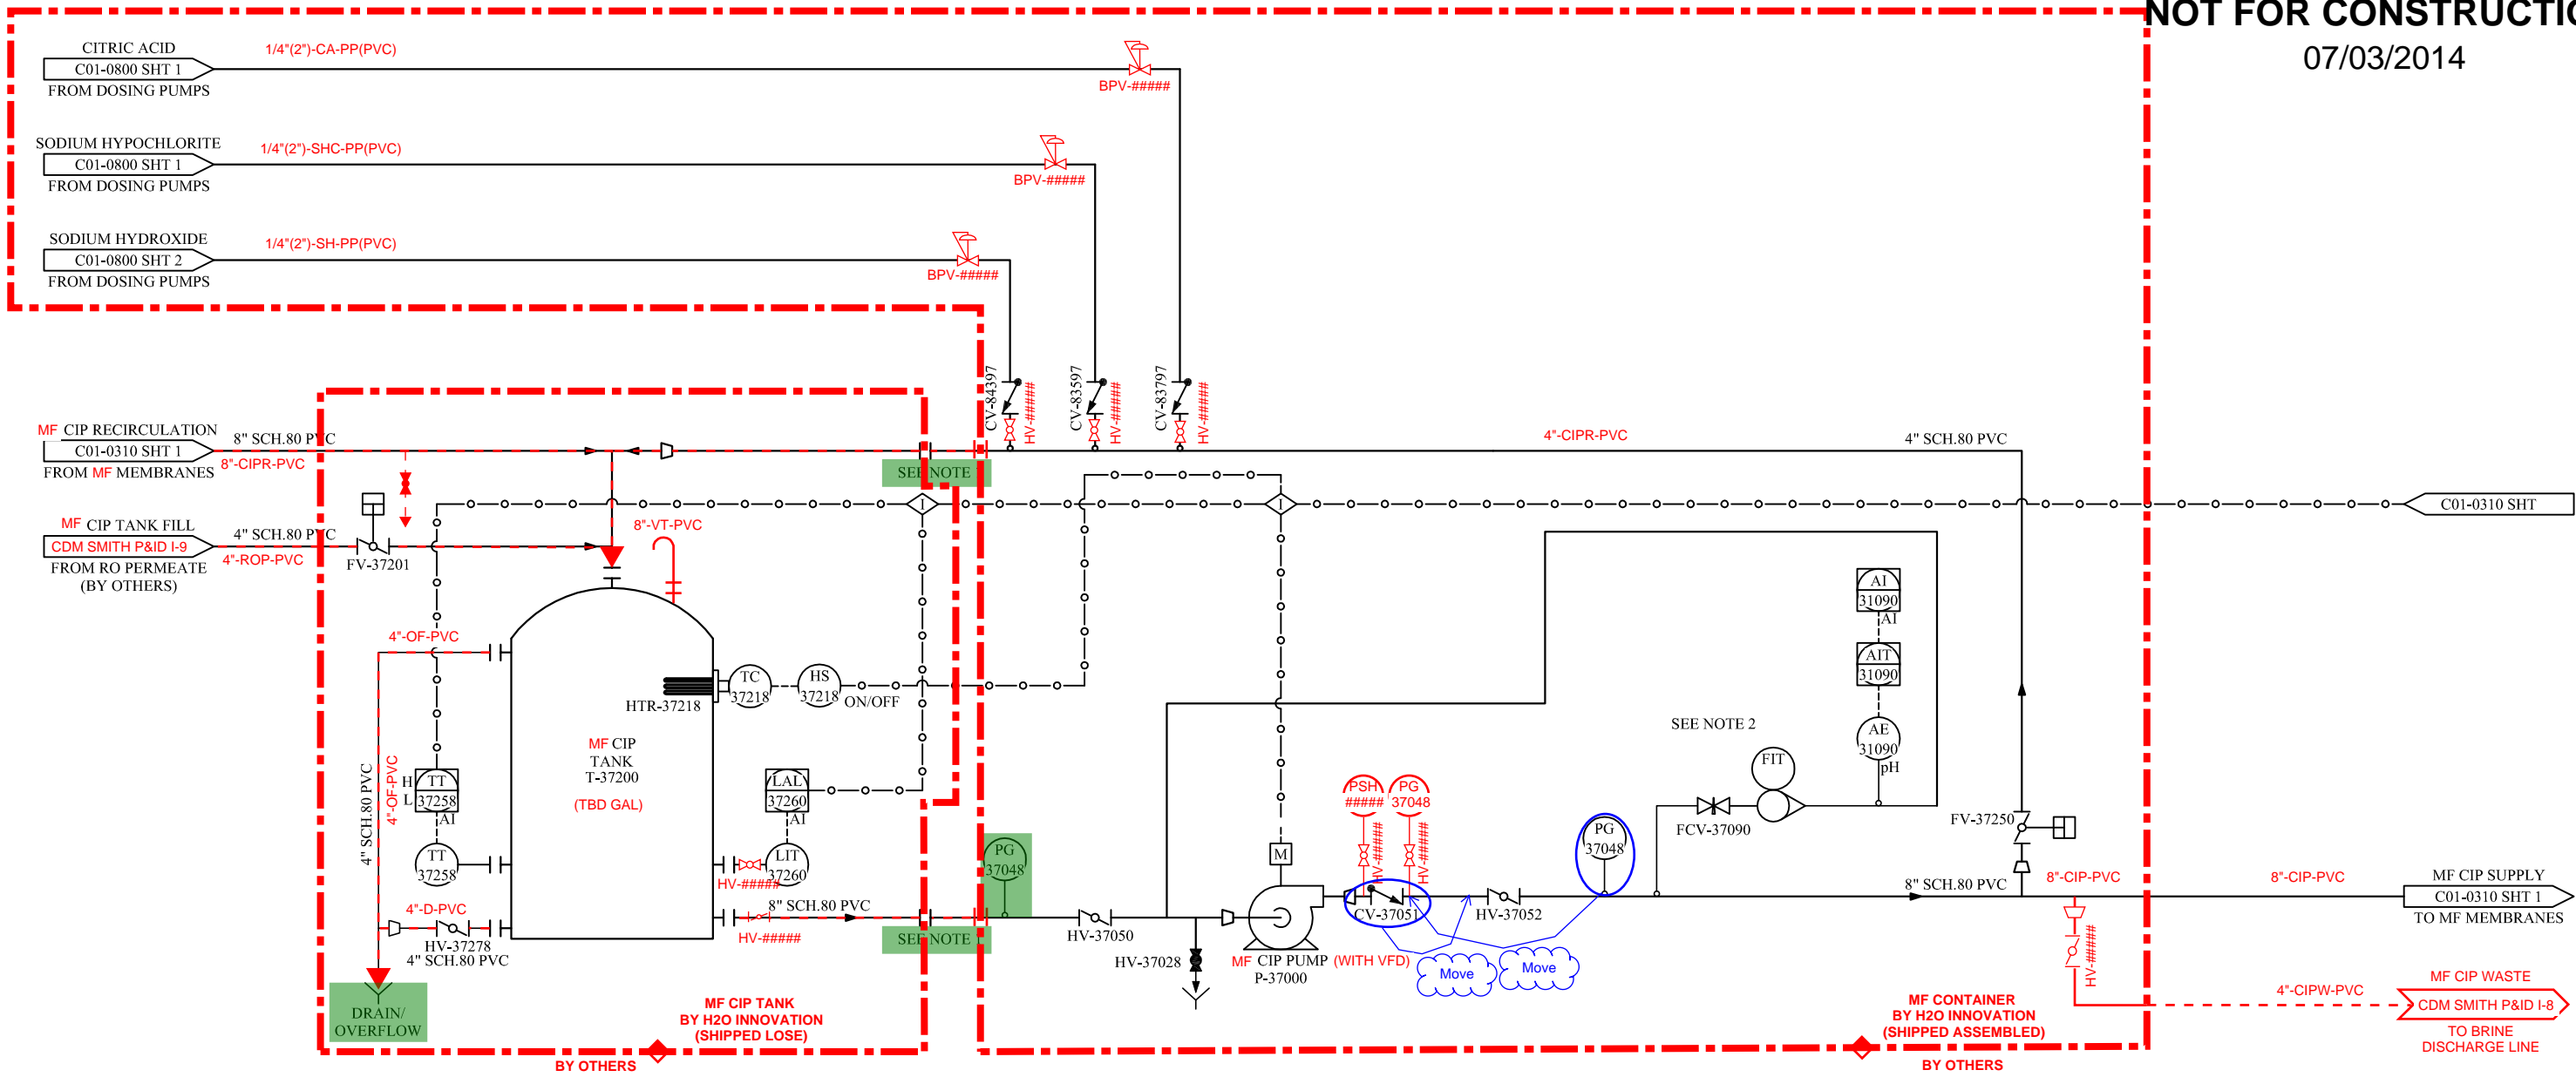 NOT FOR CONSTRUCTIO
07/03/2014
CITRIC ACID
C01-0800 SHT 1
FROM DOSING PUMPS
1/4"(2")-CA-PP(PVC)
BPV-#####
SODIUM HYPOCHLORITE
C01-0800 SHT 1
FROM DOSING PUMPS
1/4"(2")-SHC-PP(PVC)
BPV-#####
SODIUM HYDROXIDE
C01-0800 SHT 2
FROM DOSING PUMPS
1/4"(2")-SH-PP(PVC)
BPV-#####
CV-84397
HV-#####
CV-83597
HV-#####
CV-83797
HV-#####
MF CIP RECIRCULATION
C01-0310 SHT 1
FROM MF MEMBRANES
8" SCH.80 PVC
8"-CIPR-PVC
SEE NOTE
4"-CIPR-PVC
4" SCH.80 PVC
I
I
C01-0310 SHT
MF CIP TANK FILL
CDM SMITH P&ID I-9
FROM RO PERMEATE
(BY OTHERS)
4" SCH.80 PVC
4"-ROP-PVC
FV-37201
8"-VT-PVC
4"-OF-PVC
4" SCH.80 PVC
4"-OF-PVC
TC
37218
HS
37218
ON/OFF
HTR-37218
MF CIP
TANK
T-37200
(TBD GAL)
H
L
TT
37258
AI
TT
37258
LAL
37260
AI
LIT
37260
HV-#####
8" SCH.80 PVC
HV-#####
4"-D-PVC
HV-37278
4" SCH.80 PVC
DRAIN/
OVERFLOW
SEE NOTE
PG
37048
HV-37050
HV-37028
M
MF CIP PUMP (WITH VFD)
P-37000
PSH
#####
PG
37048
HV-#####
HV-#####
CV-37051
HV-37052
Move
Move
PG
37048
SEE NOTE 2
FIT
FCV-37090
AI
31090
AI
AIT
31090
AE
31090
pH
FV-37250
8" SCH.80 PVC
8"-CIP-PVC
8"-CIP-PVC
MF CIP SUPPLY
C01-0310 SHT 1
TO MF MEMBRANES
HV-#####
4"-CIPW-PVC
MF CIP WASTE
CDM SMITH P&ID I-8
TO BRINE
DISCHARGE LINE
MF CIP TANK
BY H2O INNOVATION
(SHIPPED LOSE)
BY OTHERS
MF CONTAINER
BY H2O INNOVATION
(SHIPPED ASSEMBLED)
BY OTHERS